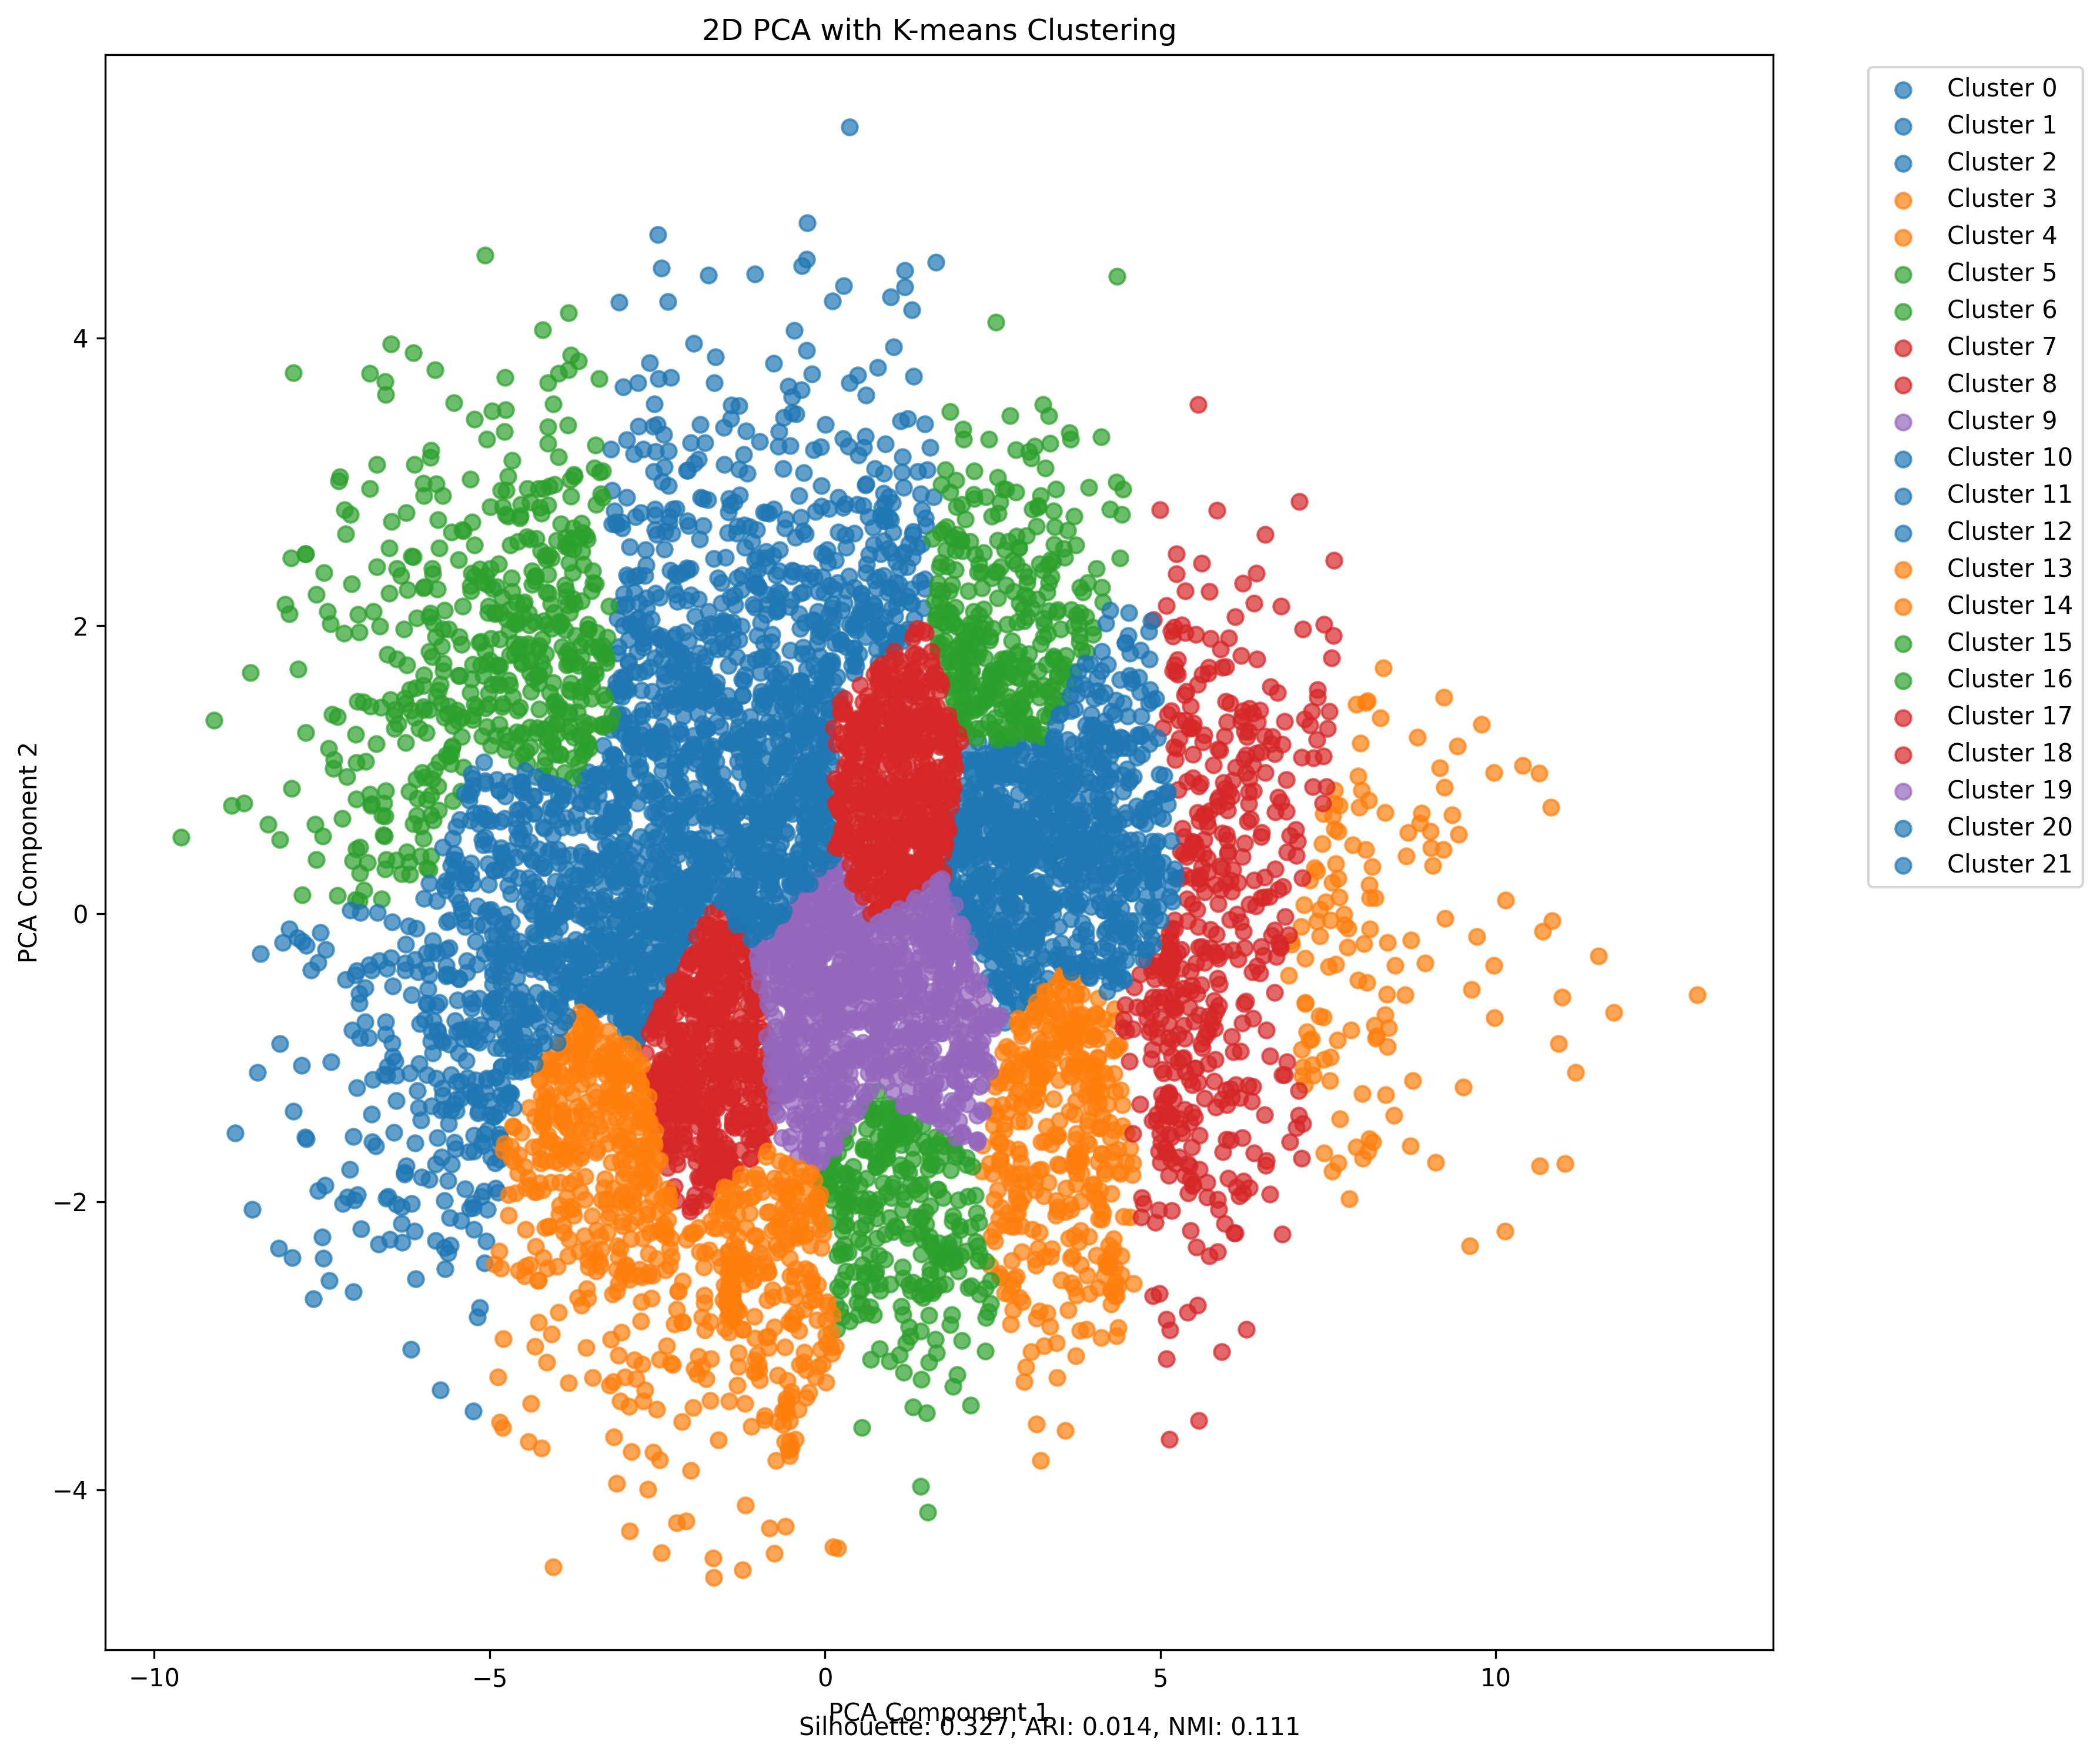 2D PCA with K-means Clustering
Cluster 0
Cluster 1
Cluster 2
Cluster 3
Cluster 4
Cluster 5
Cluster 6
Cluster 7
Cluster 8
Cluster 9
Cluster 10
Cluster 11
Cluster 12
Cluster 13
Cluster 14
Cluster 15
Cluster 16
Cluster 17
Cluster 18
Cluster 19
Cluster 20
Cluster 21
PCA Component 2
4
2
0
−2
−4
−10
−5
0
5
10
PCA Component 1
Silhouette: 0.327, ARI: 0.014, NMI: 0.111